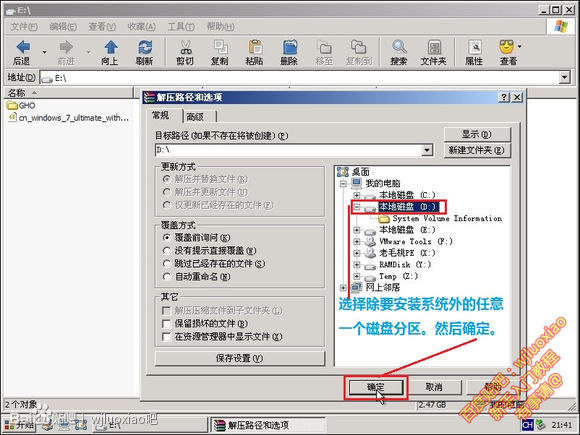 E:\
文件(F) 编辑(E) 查看(V) 收藏(A) 工具(T) 帮助(H)
后退 前进 向上 刷新 剪切 复制 粘贴 删除 移至 复制到 搜索 文件夹 属性 查看
地址(D) E:\
名称
GHO
cn_windows_7_ultimate_with...
解压路径和选项
常规 高级
目标路径(如果不存在将被创建)(P)
显示(D)
D:\
新建文件夹(E)
更新方式
解压并替换文件(R)
解压并更新文件(U)
仅更新已经存在的文件(F)
覆盖方式
覆盖前询问(K)
没有提示直接覆盖(W)
跳过已经存在的文件(S)
自动重命名(N)
其它
解压压缩文件到子文件夹(L)
保留损坏的文件(B)
在资源管理器中显示文件(X)
保存设置(V)
桌面
我的电脑
本地磁盘 (C:)
本地磁盘 (D:)
System Volume Information
本地磁盘 (E:)
VMware Tools (F:)
老毛桃PE (X:)
RAMDisk (Y:)
Temp (Z:)
网上邻居
选择除要安装系统外的任意
一个磁盘分区。然后确定。
确定 取消 帮助
2个对象
2.47 GB
我的电脑
wjluoxiao吧
开始 E:\ 解压路径和选项 CH 21:41
百度贴吧：wjluoxiao
新手入门教程